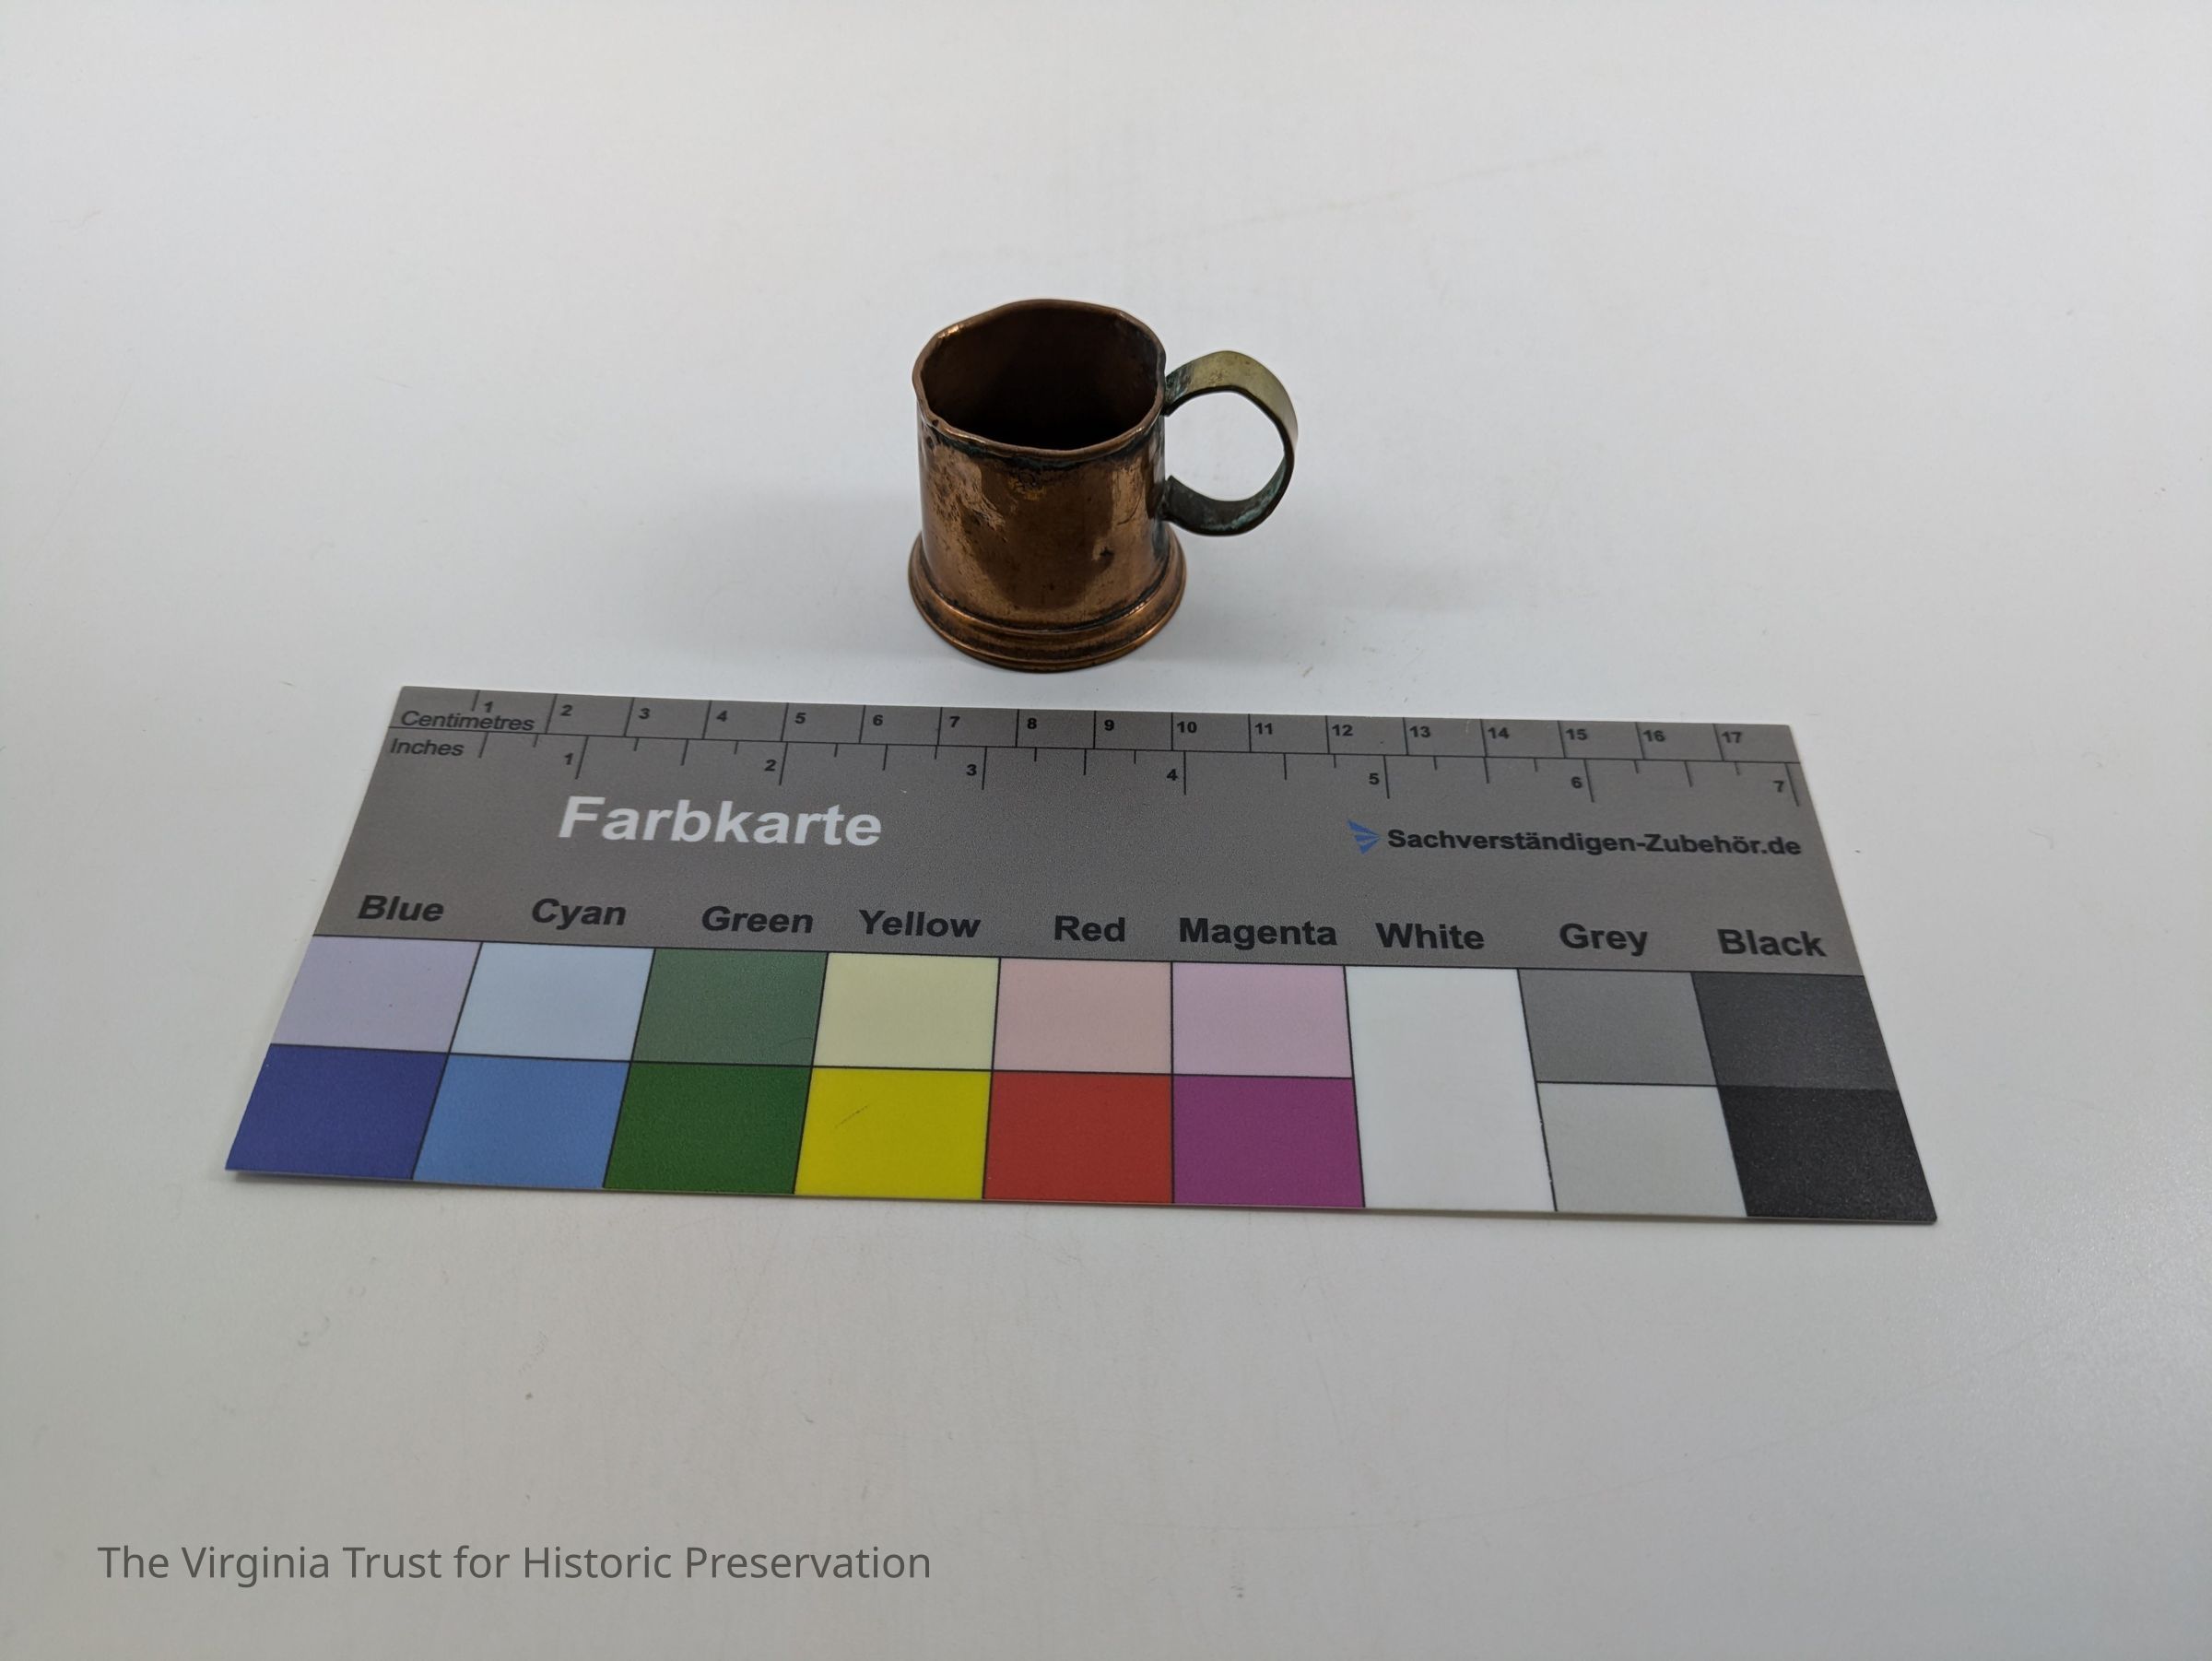 1 2 3 4 5 6 7 8 9 10 11 12 13 14 15 16 17
Centimetres
Inches 1 2 3 4 5 6 7
Farbkarte
Sachverständigen-Zubehör.de
Blue Cyan Green Yellow Red Magenta White Grey Black
The Virginia Trust for Historic Preservation